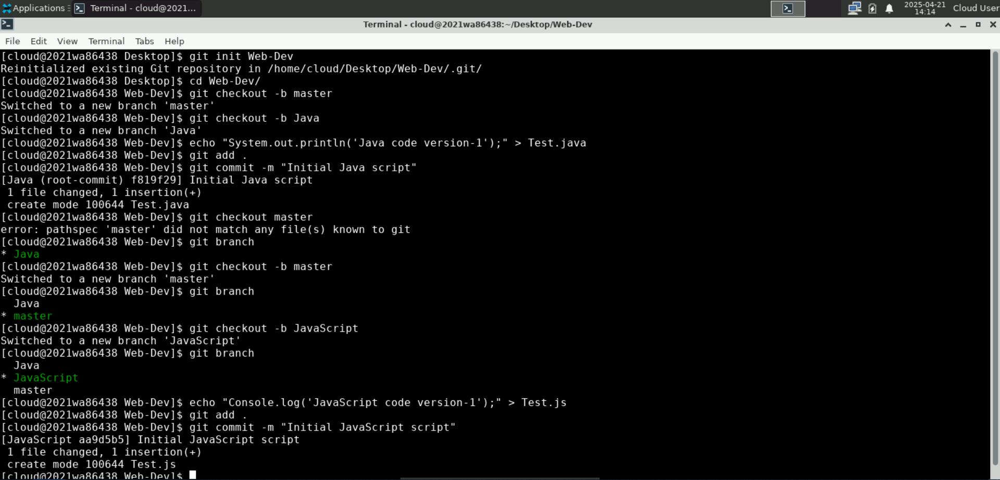 Applications
Terminal - cloud@2021...
2025-04-21
14:14
Cloud User
Terminal - cloud@2021wa86438:~/Desktop/Web-Dev
File Edit View Terminal Tabs Help
[cloud@2021wa86438 Desktop]$ git init Web-Dev
Reinitialized existing Git repository in /home/cloud/Desktop/Web-Dev/.git/
[cloud@2021wa86438 Desktop]$ cd Web-Dev/
[cloud@2021wa86438 Web-Dev]$ git checkout -b master
Switched to a new branch 'master'
[cloud@2021wa86438 Web-Dev]$ git checkout -b Java
Switched to a new branch 'Java'
[cloud@2021wa86438 Web-Dev]$ echo "System.out.println('Java code version-1');" > Test.java
[cloud@2021wa86438 Web-Dev]$ git add .
[cloud@2021wa86438 Web-Dev]$ git commit -m "Initial Java script"
[Java (root-commit) f819f29] Initial Java script
 1 file changed, 1 insertion(+)
 create mode 100644 Test.java
[cloud@2021wa86438 Web-Dev]$ git checkout master
error: pathspec 'master' did not match any file(s) known to git
[cloud@2021wa86438 Web-Dev]$ git branch
* Java
[cloud@2021wa86438 Web-Dev]$ git checkout -b master
Switched to a new branch 'master'
[cloud@2021wa86438 Web-Dev]$ git branch
  Java
* master
[cloud@2021wa86438 Web-Dev]$ git checkout -b JavaScript
Switched to a new branch 'JavaScript'
[cloud@2021wa86438 Web-Dev]$ git branch
  Java
* JavaScript
  master
[cloud@2021wa86438 Web-Dev]$ echo "Console.log('JavaScript code version-1');" > Test.js
[cloud@2021wa86438 Web-Dev]$ git add .
[cloud@2021wa86438 Web-Dev]$ git commit -m "Initial JavaScript script"
[JavaScript aa9d5b5] Initial JavaScript script
 1 file changed, 1 insertion(+)
 create mode 100644 Test.js
[cloud@2021wa86438 Web-Dev]$